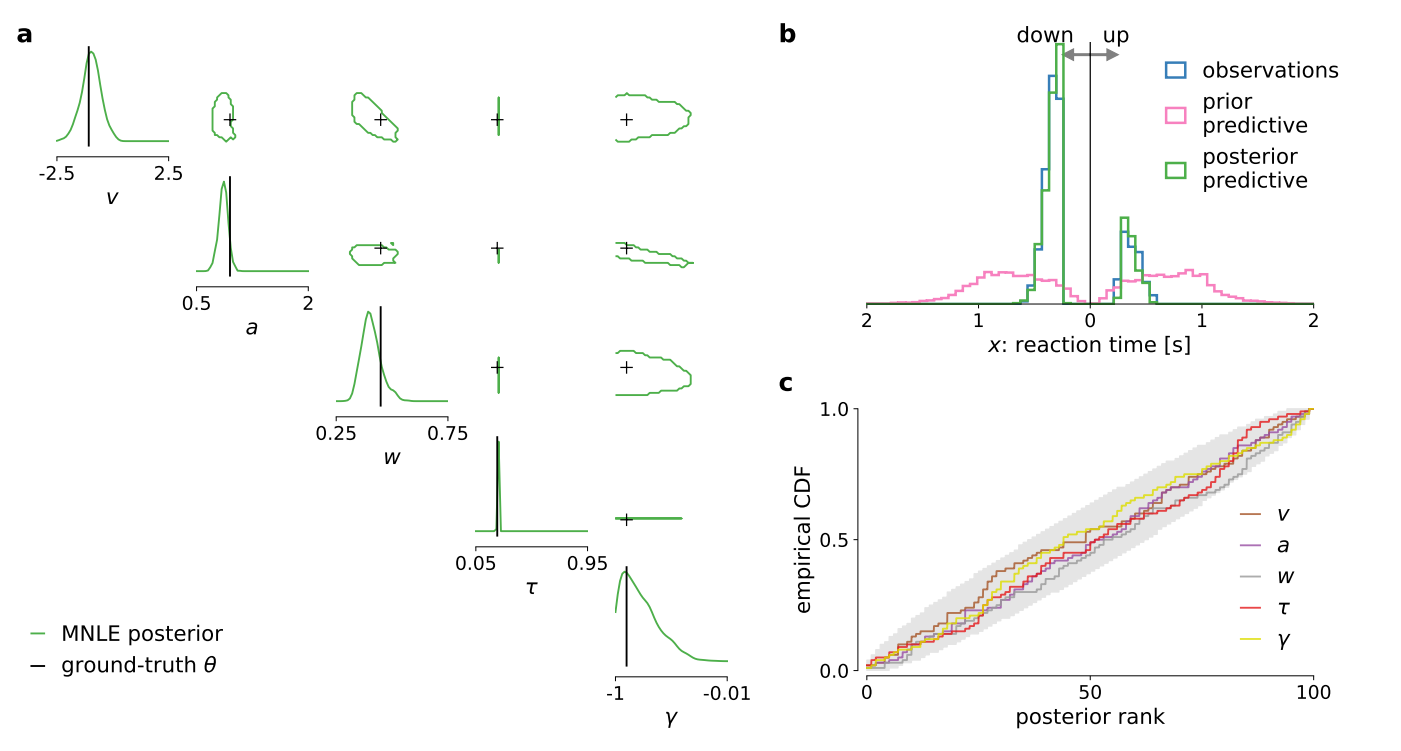 a
-2.5 2.5
v
0.5 2
a
0.25 0.75
w
0.05 0.95
τ
-1 -0.01
γ
MNLE posterior
ground-truth θ
b
down up
observations
prior
predictive
posterior
predictive
2 1 0 1 2
x: reaction time [s]
c
1.0
0.5
0.0
empirical CDF
v
a
w
τ
γ
0 50 100
posterior rank